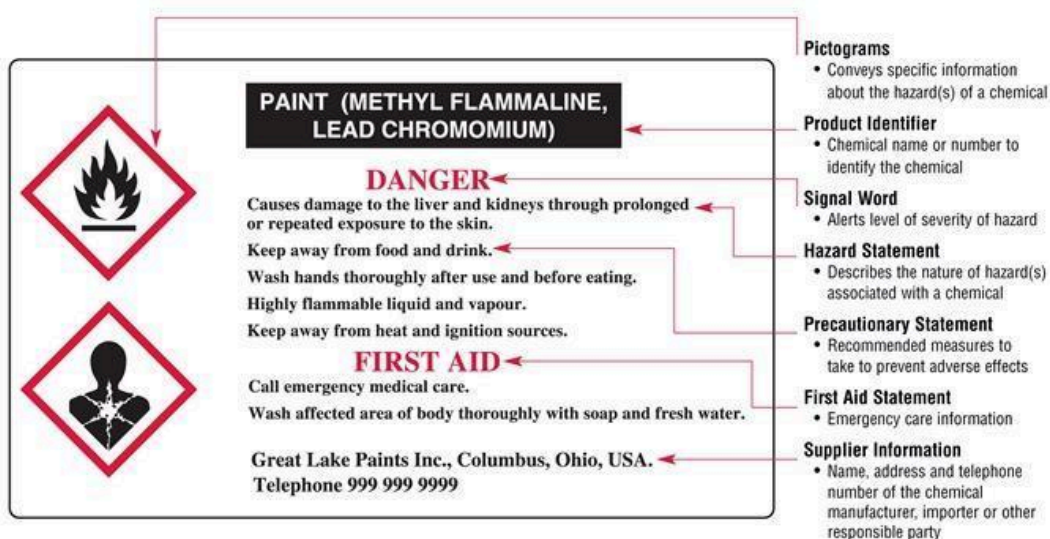 PAINT (METHYL FLAMMALINE,
LEAD CHROMOMIUM)
DANGER
Causes damage to the liver and kidneys through prolonged
or repeated exposure to the skin.
Keep away from food and drink.
Wash hands thoroughly after use and before eating.
Highly flammable liquid and vapour.
Keep away from heat and ignition sources.
FIRST AID
Call emergency medical care.
Wash affected area of body thoroughly with soap and fresh water.
Great Lake Paints Inc., Columbus, Ohio, USA.
Telephone 999 999 9999
Pictograms
• Conveys specific information
about the hazard(s) of a chemical
Product Identifier
• Chemical name or number to
identify the chemical
Signal Word
• Alerts level of severity of hazard
Hazard Statement
• Describes the nature of hazard(s)
associated with a chemical
Precautionary Statement
• Recommended measures to
take to prevent adverse effects
First Aid Statement
• Emergency care information
Supplier Information
• Name, address and telephone
number of the chemical
manufacturer, importer or other
responsible party